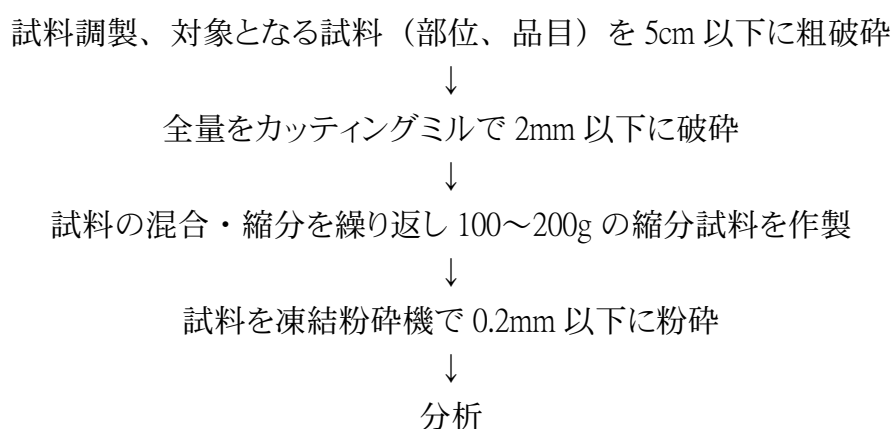 試料調製、対象となる試料（部位、品目）を 5cm 以下に粗破砕
↓
全量をカッティングミルで 2mm 以下に破砕
↓
試料の混合・縮分を繰り返し 100～200g の縮分試料を作製
↓
試料を凍結粉砕機で 0.2mm 以下に粉砕
↓
分析